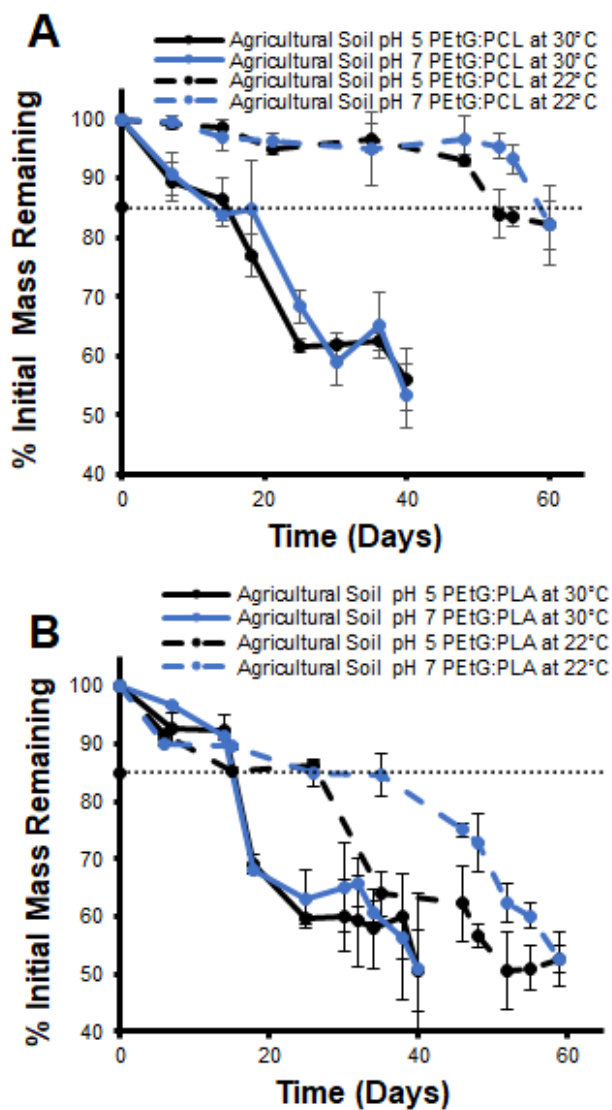 A
Agricultural Soil pH 5 PEtG:PCL at 30°C
Agricultural Soil pH 7 PEtG:PCL at 30°C
Agricultural Soil pH 5 PEtG:PCL at 22°C
Agricultural Soil pH 7 PEtG:PCL at 22°C
% Initial Mass Remaining
100
90
80
70
60
50
40
0 20 40 60
Time (Days)
B
Agricultural Soil pH 5 PEtG:PLA at 30°C
Agricultural Soil pH 7 PEtG:PLA at 30°C
Agricultural Soil pH 5 PEtG:PLA at 22°C
Agricultural Soil pH 7 PEtG:PLA at 22°C
% Initial Mass Remaining
100
90
80
70
60
50
40
0 20 40 60
Time (Days)